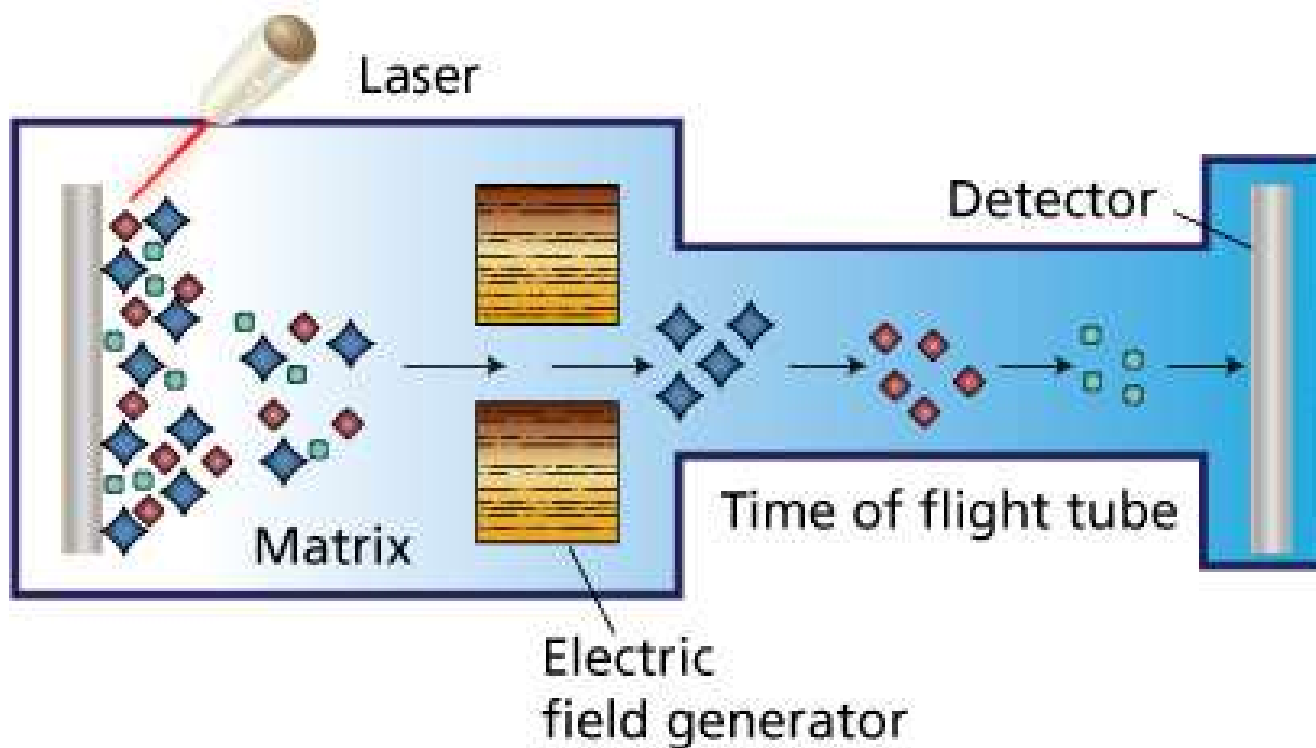 Laser
Detector
Matrix
Time of flight tube
Electric
field generator